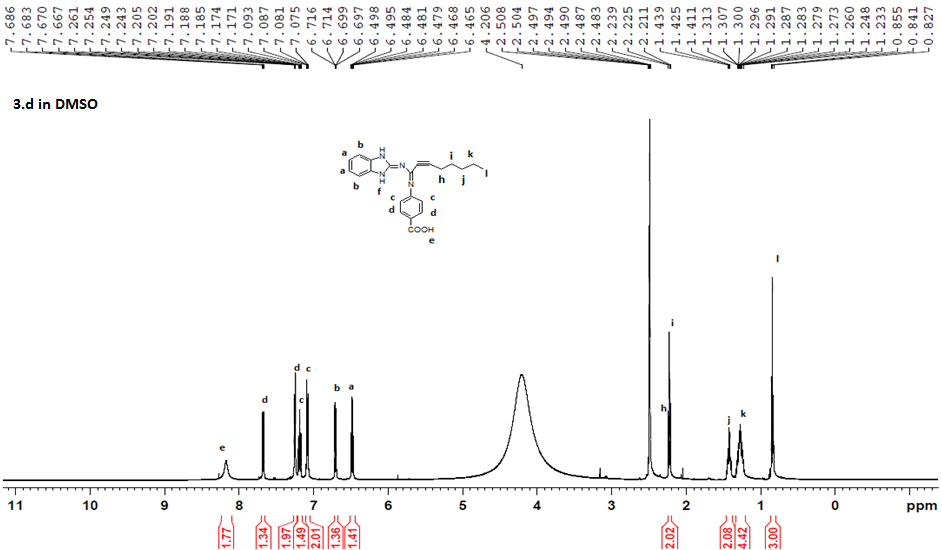 7.686 7.683 7.670 7.667 7.261 7.254 7.249 7.243 7.205 7.202 7.191 7.188 7.185 7.174 7.171 7.093 7.087 7.081 7.075 6.716 6.714 6.699 6.697 6.498 6.495 6.484 6.481 6.479 6.468 6.465 4.206 2.508 2.504 2.497 2.494 2.490 2.487 2.483 2.239 2.225 2.211 1.439 1.425 1.411 1.313 1.307 1.300 1.296 1.291 1.287 1.283 1.279 1.273 1.260 1.248 1.233 0.855 0.841 0.827
3.d in DMSO
b H N i k
a N
a N H h j l
b f N
c c
d d
COOH
e
l
i
d c b a h j k
d c
e
11 10 9 8 7 6 5 4 3 2 1 0 ppm
1.77 1.34 1.97 1.49 2.01 1.36 1.41 2.02 2.08 4.42 3.00